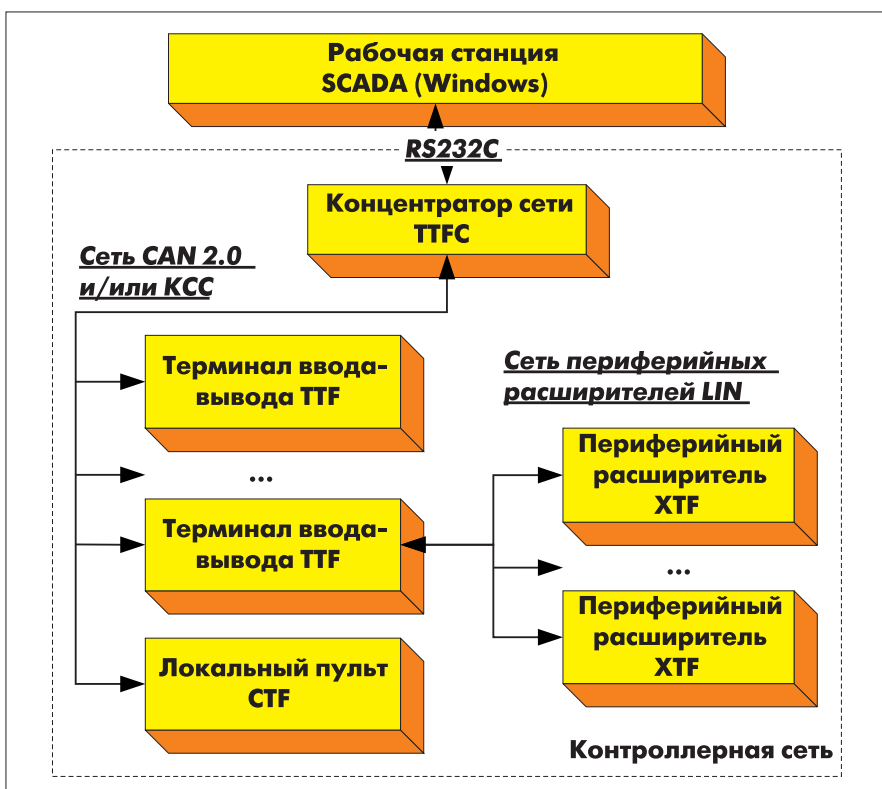 Рабочая станция
SCADA (Windows)
RS232C
Концентратор сети
TTFC
Сеть CAN 2.0
и/или КСС
Терминал ввода-
вывода TTF
...
Терминал ввода-
вывода TTF
Локальный пульт
CTF
Сеть периферийных
расширителей LIN
Периферийный
расширитель
XTF
...
Периферийный
расширитель
XTF
Контроллерная сеть